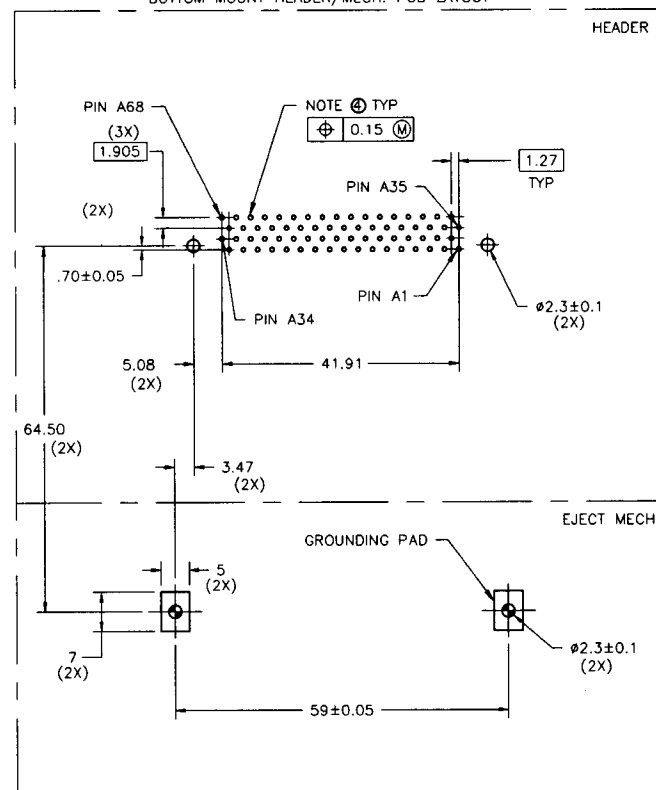 BOTTOM MOUNT HEADER/MECH. PCB LAYOUT
HEADER
PIN A68
NOTE ④ TYP
(3X)
1.905
⌖ 0.15 Ⓜ
1.27
TYP
PIN A35
(2X)
.70±0.05
PIN A34
PIN A1
ø2.3±0.1
(2X)
5.08
(2X)
41.91
64.50
(2X)
3.47
(2X)
EJECT MECH
GROUNDING PAD
5
(2X)
7
(2X)
ø2.3±0.1
(2X)
59±0.05